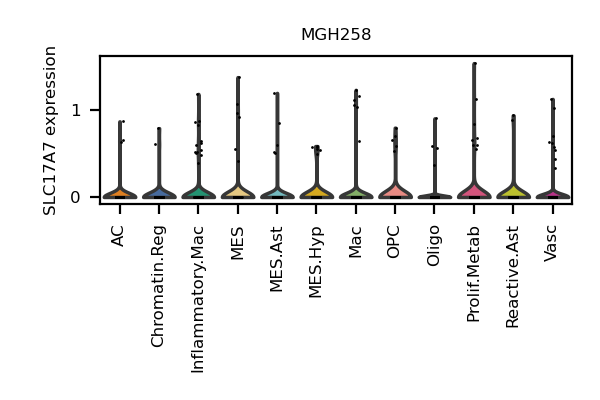 MGH258
SLC17A7 expression
1
0
AC
Chromatin.Reg
Inflammatory.Mac
MES
MES.Ast
MES.Hyp
Mac
OPC
Oligo
Prolif.Metab
Reactive.Ast
Vasc